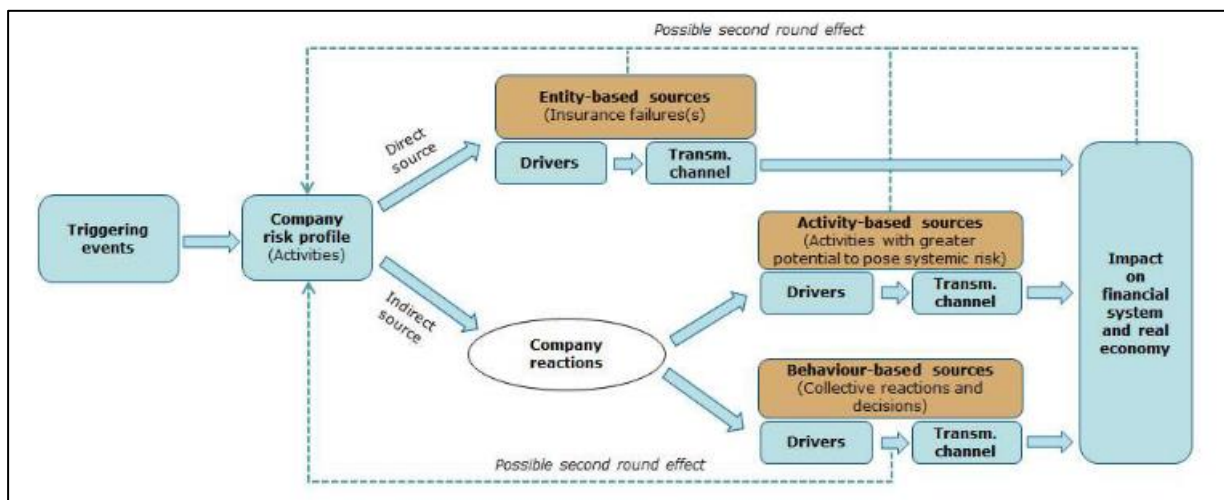 Possible second round effect
Entity-based sources
(Insurance failures(s)
Direct
source
Drivers
Transm.
channel
Triggering
events
Company
risk profile
(Activities)
Activity-based sources
(Activities with greater
potential to pose systemic risk)
Drivers
Transm.
channel
Impact
on
financial
system
and real
economy
Indirect
source
Company
reactions
Behaviour-based sources
(Collective reactions and
decisions)
Drivers
Transm.
channel
Possible second round effect